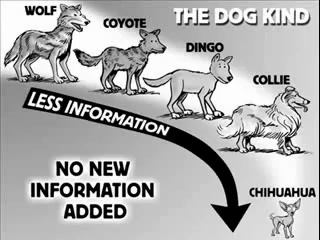 THE DOG KIND
WOLF
COYOTE
DINGO
COLLIE
LESS INFORMATION
NO NEW
INFORMATION
ADDED
CHIHUAHUA